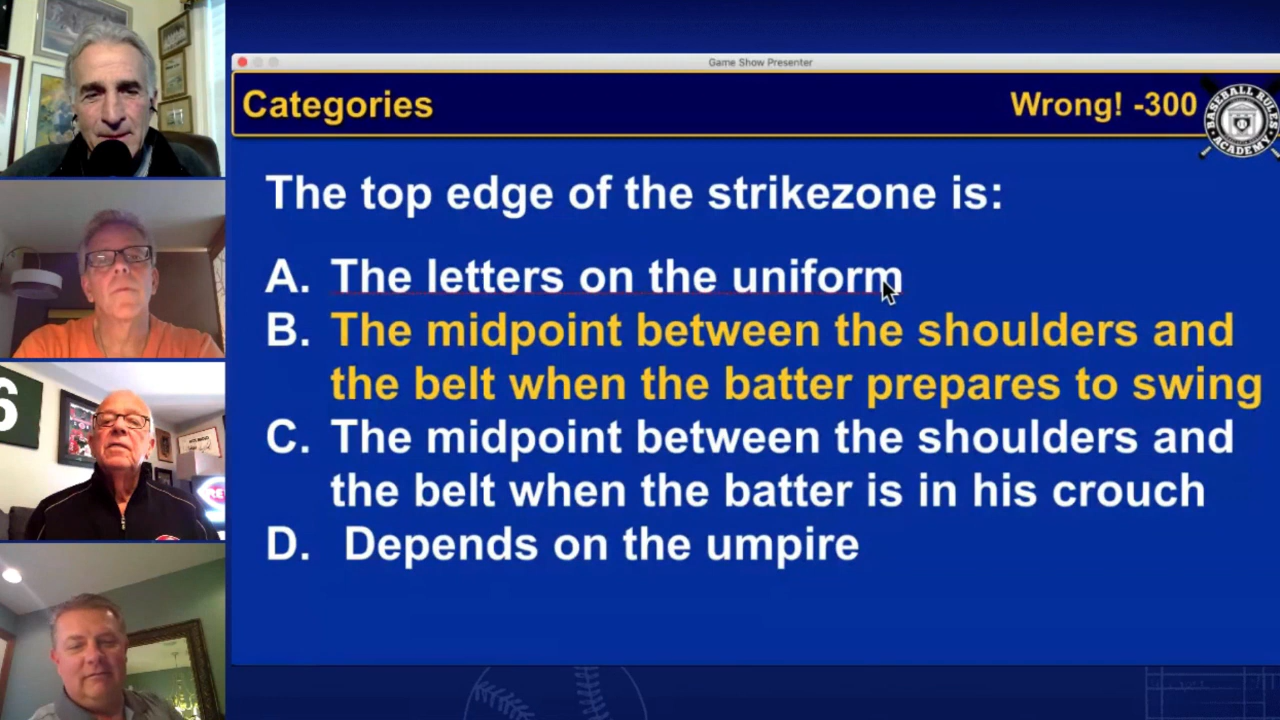 Game Show Presenter
Categories
Wrong! -300
BASEBALL RULES
ACADEMY
The top edge of the strikezone is:
A. The letters on the uniform
B. The midpoint between the shoulders and
the belt when the batter prepares to swing
C. The midpoint between the shoulders and
the belt when the batter is in his crouch
D. Depends on the umpire
6